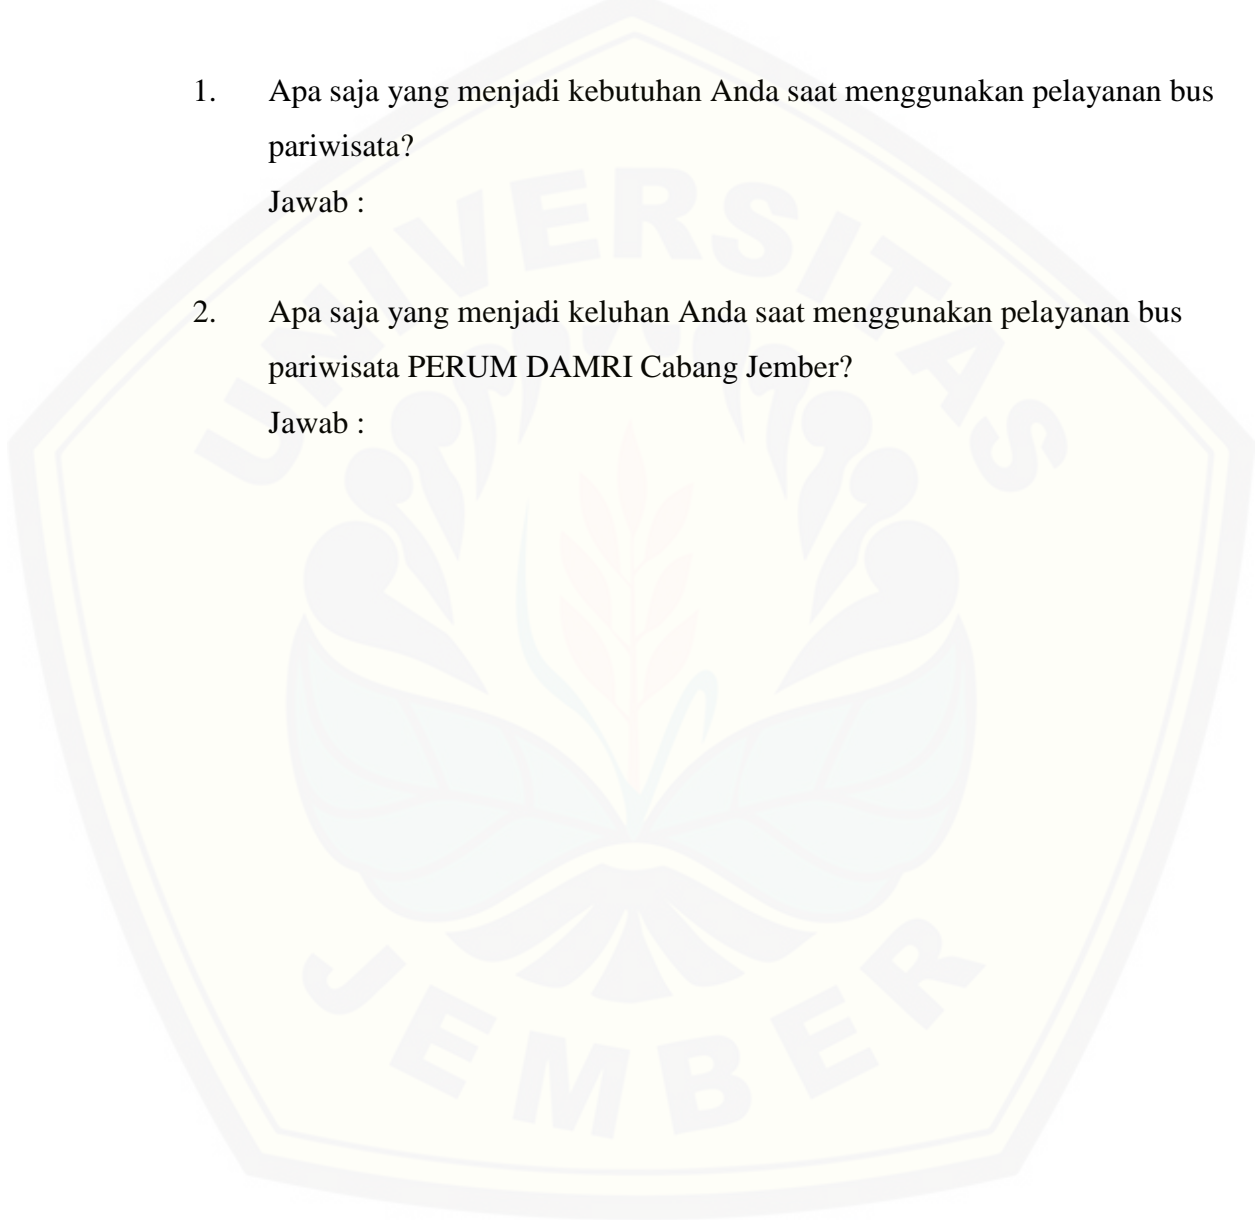 1. Apa saja yang menjadi kebutuhan Anda saat menggunakan pelayanan bus
pariwisata?
Jawab :
2. Apa saja yang menjadi keluhan Anda saat menggunakan pelayanan bus
pariwisata PERUM DAMRI Cabang Jember?
Jawab :
UNIVERSITAS
JEMBER